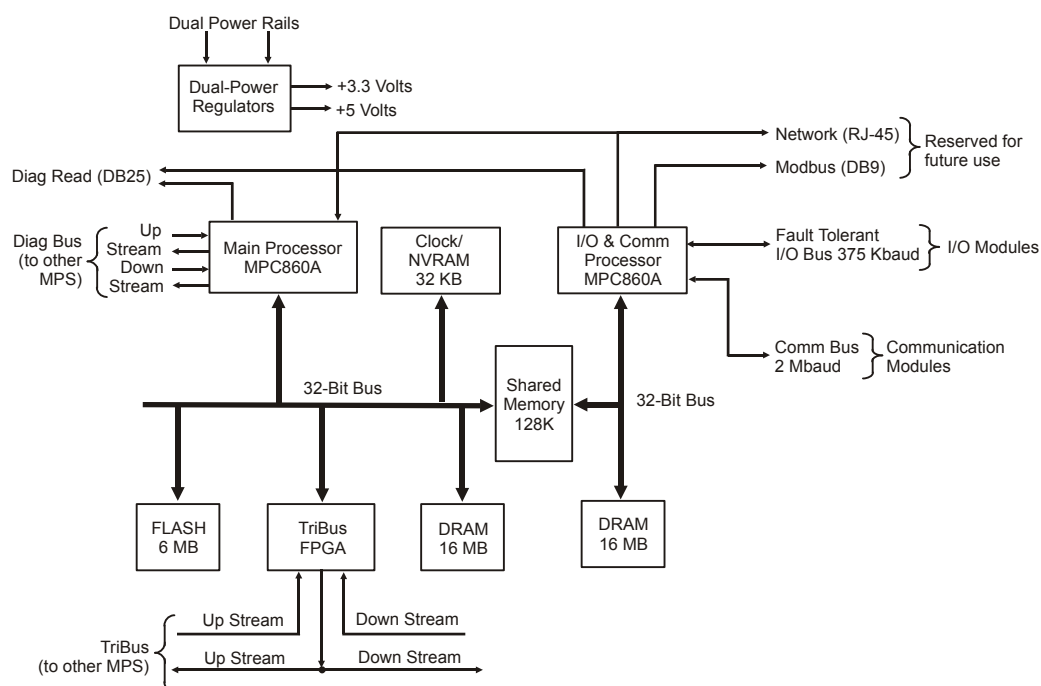 Dual Power Rails
Dual-Power
Regulators
+3.3 Volts
+5 Volts
Network (RJ-45)
Modbus (DB9)
Reserved for
future use
Diag Read (DB25)
Diag Bus
(to other
MPS)
Up
Stream
Down
Stream
Main Processor
MPC860A
Clock/
NVRAM
32 KB
I/O & Comm
Processor
MPC860A
Fault Tolerant
I/O Bus 375 Kbaud
I/O Modules
Comm Bus
2 Mbaud
Communication
Modules
32-Bit Bus
Shared
Memory
128K
32-Bit Bus
FLASH
6 MB
TriBus
FPGA
DRAM
16 MB
DRAM
16 MB
TriBus
(to other MPS)
Up Stream
Down Stream
Up Stream
Down Stream